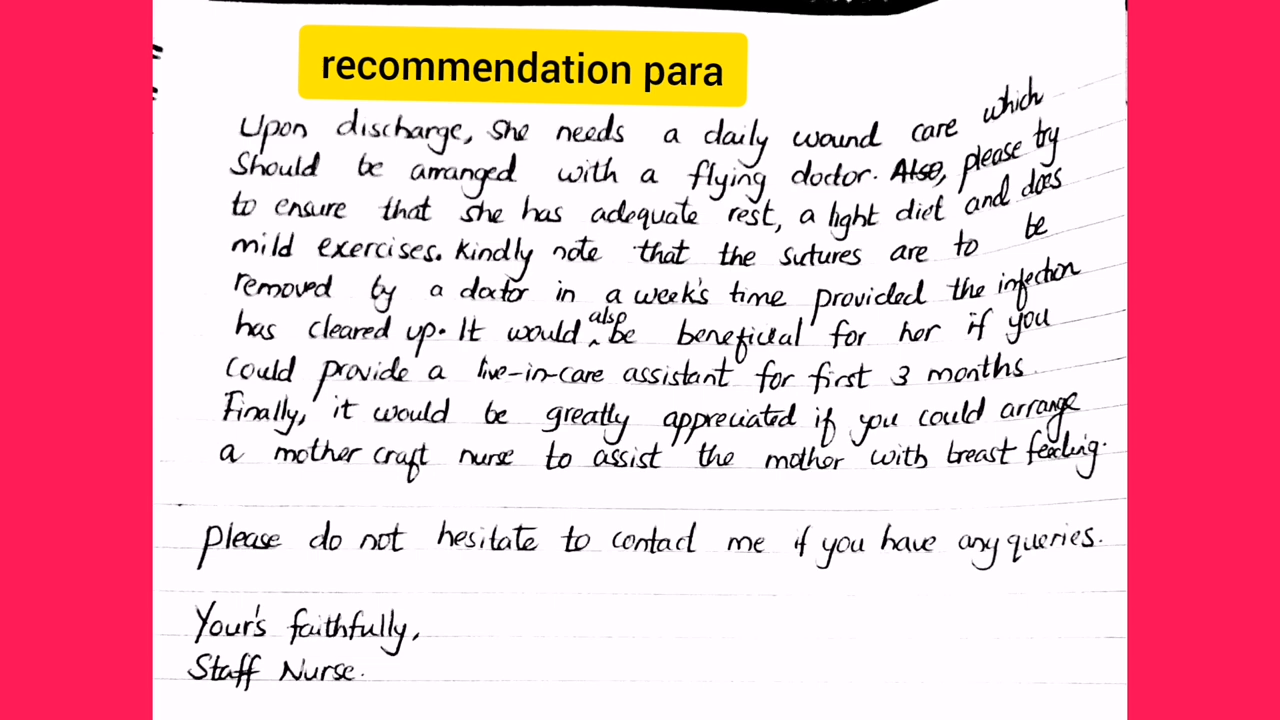 recommendation para
Upon discharge, she needs a daily wound care which
should be arranged with a flying doctor. Also, please try
to ensure that she has adequate rest, a light diet and does
mild exercises. Kindly note that the sutures are to be
removed by a doctor in a week's time provided the infection
has cleared up. It would also be beneficial for her if you
could provide a live-in-care assistant for first 3 months.
Finally, it would be greatly appreciated if you could arrange
a mother craft nurse to assist the mother with breast feeding.
Please do not hesitate to contact me if you have any queries.
Your's faithfully,
Staff Nurse.